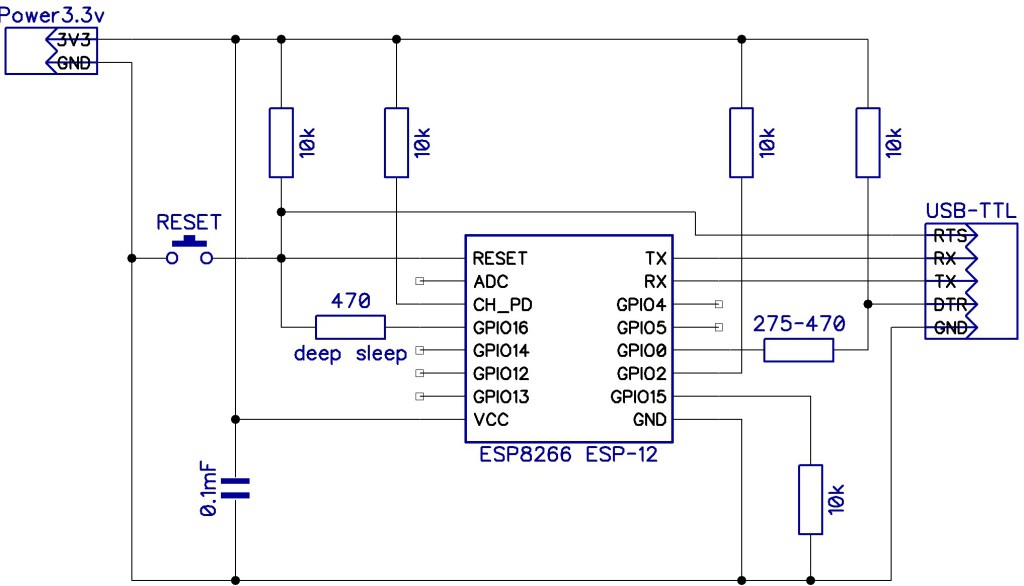 Power3.3v
3V3
GND
10k
10k
10k
10k
RESET
USB-TTL
RTS
RX
TX
DTR
GND
RESET
ADC
CH_PD
GPIO16
GPIO14
GPIO12
GPIO13
VCC
TX
RX
GPIO4
GPIO5
GPIO0
GPIO2
GPIO15
GND
470
deep sleep
275-470
ESP8266 ESP-12
0.1mF
10k